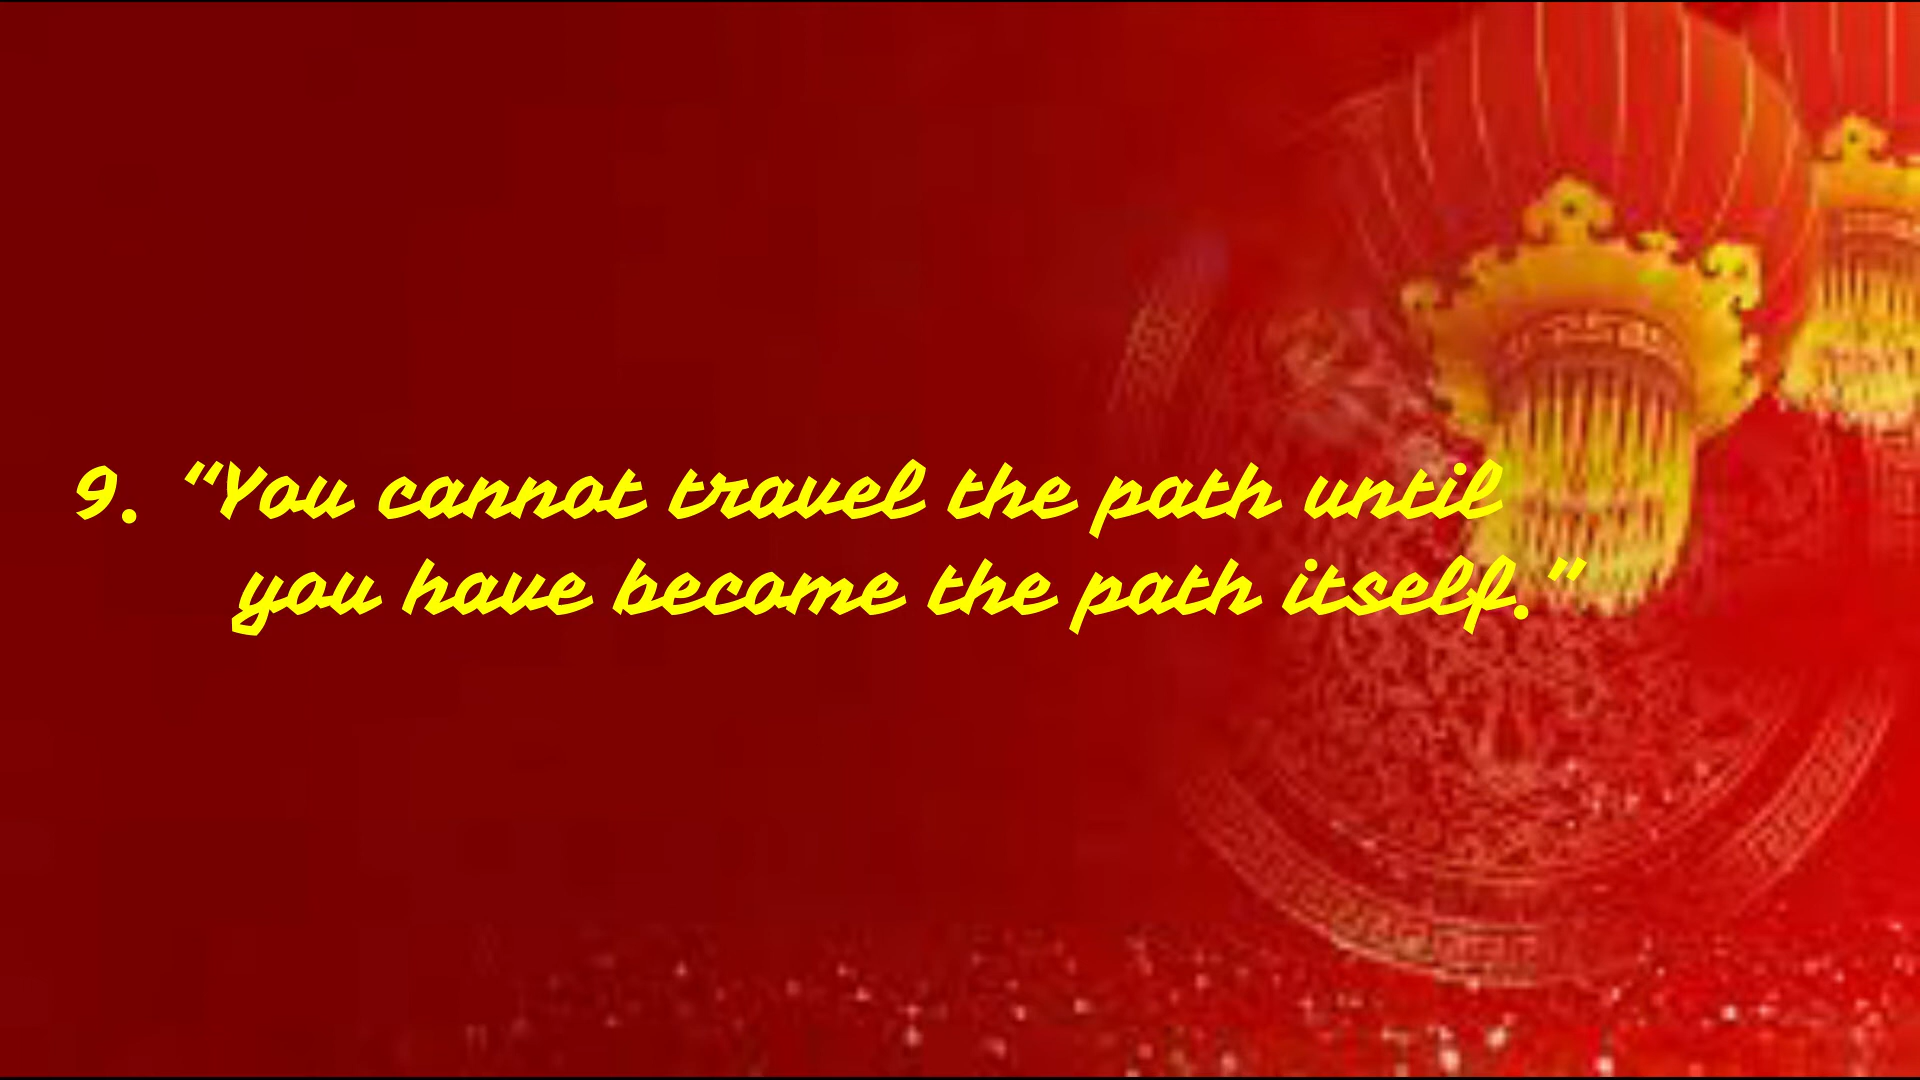 9. “You cannot travel the path until
you have become the path itself.”